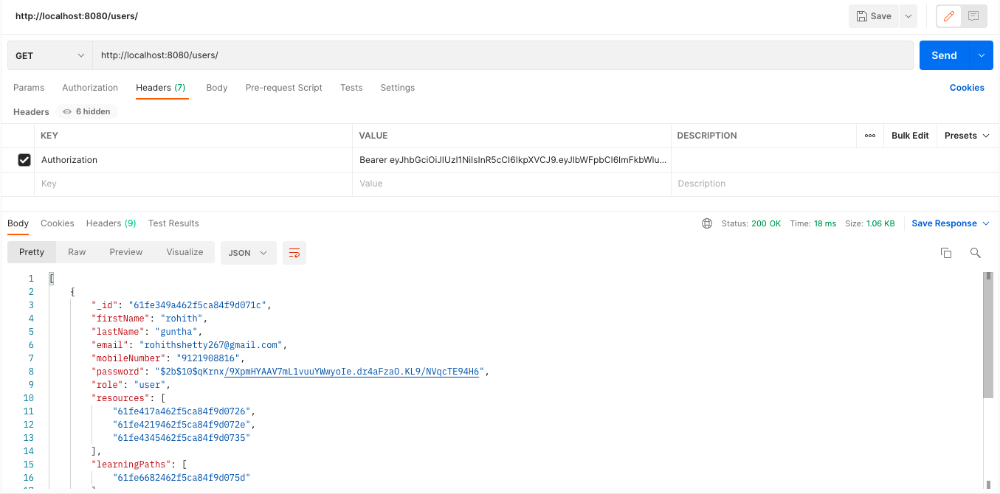 http://localhost:8080/users/
Save
GET http://localhost:8080/users/ Send
Params Authorization Headers (7) Body Pre-request Script Tests Settings Cookies
Headers 6 hidden
KEY VALUE DESCRIPTION ooo Bulk Edit Presets
Authorization Bearer eyJhbGciOiJIUzI1NiIsInR5cCI6IkpXVCJ9.eyJlbWFpbCI6ImFkbWlu...
Key Value Description
Body Cookies Headers (9) Test Results Status: 200 OK Time: 18 ms Size: 1.06 KB Save Response
Pretty Raw Preview Visualize JSON
1 [
2 {
3 "_id": "61fe349a462f5ca84f9d071c",
4 "firstName": "rohith",
5 "lastName": "guntha",
6 "email": "rohithshetty267@gmail.com",
7 "mobileNumber": "9121908816",
8 "password": "$2b$10$qKrnx/9XpmHYAAV7mL1vuuYWwyoIe.dr4aFzaO.KL9/NVqcTE94H6",
9 "role": "user",
10 "resources": [
11 "61fe417a462f5ca84f9d0726",
12 "61fe4219462f5ca84f9d072e",
13 "61fe4345462f5ca84f9d0735"
14 ],
15 "learningPaths": [
16 "61fe6682462f5ca84f9d075d"